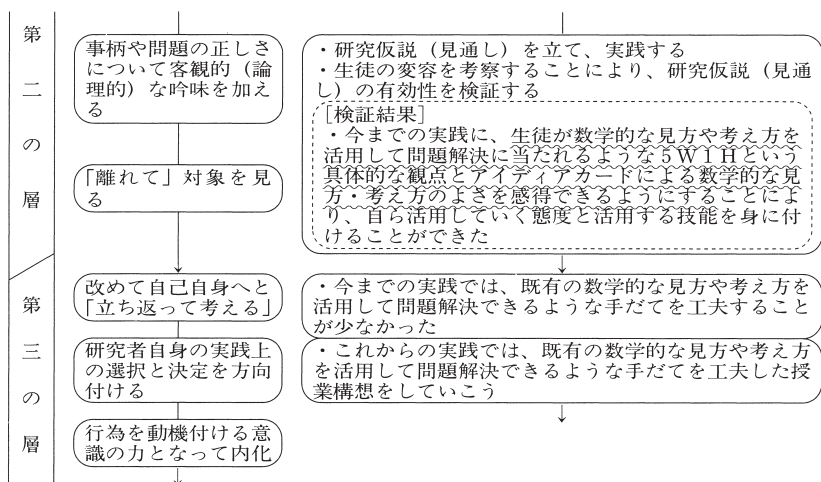 第二の層
事柄や問題の正しさ
について客観的(論
理的)な吟味を加え
る
「離れて」対象を見
る
・研究仮説(見通し)を立て、実践する
・生徒の変容を考察することにより、研究仮説(見通
し)の有効性を検証する
[検証結果]
・今までの実践に、生徒が数学的な見方や考え方を
活用して問題解決に当たれるような5W1Hという
具体的な観点とアイディアカードによる数学的な見
方・考え方のよさを感得できるようにすることによ
り、自ら活用していく態度と活用する技能を身に付
けることができた
第三の層
改めて自己自身へと
「立ち返って考える」
研究者自身の実践上
の選択と決定を方向
付ける
行為を動機付ける意
識の力となって内化
・今までの実践では、既有の数学的な見方や考え方を
活用して問題解決できるような手だてを工夫すること
が少なかった
・これからの実践では、既有の数学的な見方や考え方
を活用して問題解決できるような手だてを工夫した授
業構想をしていこう